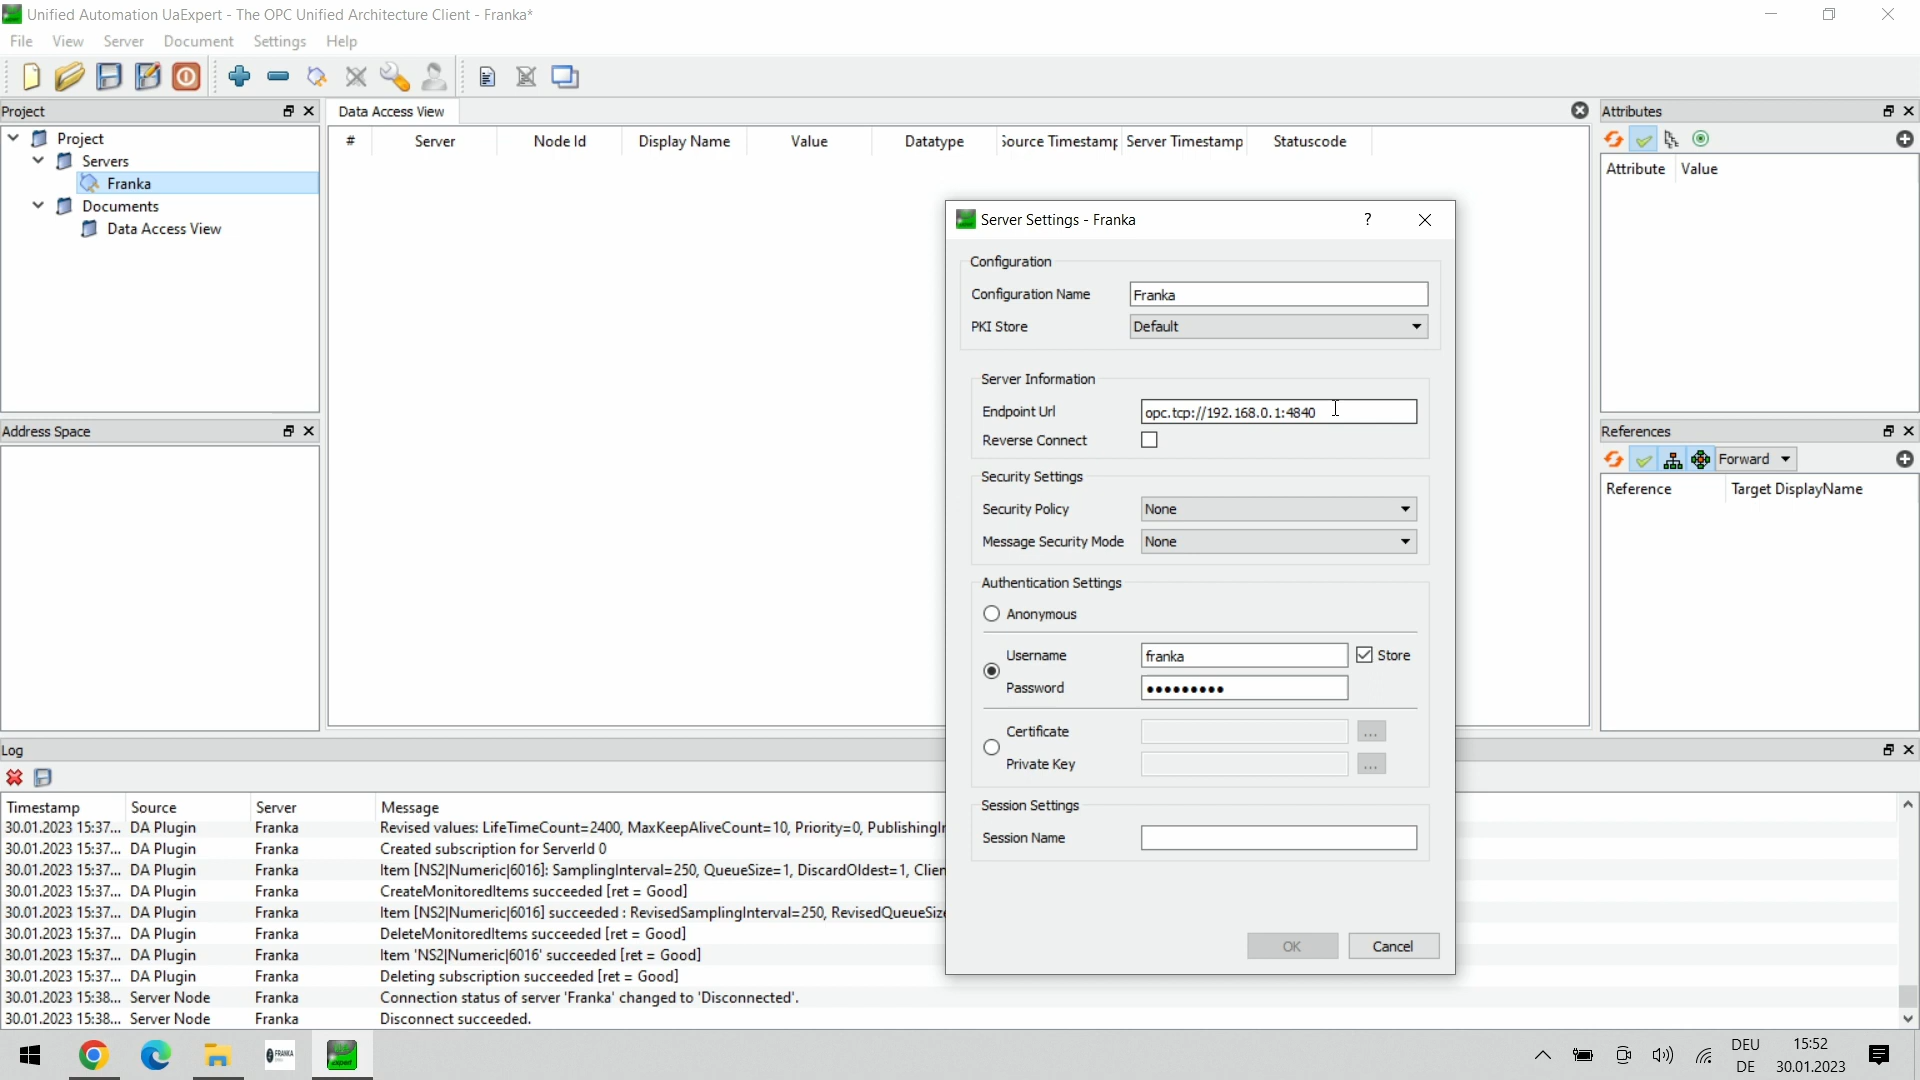 Unified Automation UaExpert - The OPC Unified Architecture Client - Franka*
File View Server Document Settings Help
Project
Project
Servers
Franka
Documents
Data Access View
Address Space
Data Access View
# Server Node Id Display Name Value Datatype Source Timestamp Server Timestamp Statuscode
Attributes
Attribute Value
References
Forward
Reference Target DisplayName
Server Settings - Franka
?
Configuration
Configuration Name Franka
PKI Store Default
Server Information
Endpoint Url opc.tcp://192.168.0.1:4840
Reverse Connect
Security Settings
Security Policy None
Message Security Mode None
Authentication Settings
Anonymous
Username franka Store
Password •••••••••
Certificate ...
Private Key ...
Session Settings
Session Name
OK Cancel
Log
Timestamp Source Server Message
30.01.2023 15:37... DA Plugin Franka Revised values: LifeTimeCount=2400, MaxKeepAliveCount=10, Priority=0, PublishingIr
30.01.2023 15:37... DA Plugin Franka Created subscription for ServerId 0
30.01.2023 15:37... DA Plugin Franka Item [NS2|Numeric|6016]: SamplingInterval=250, QueueSize=1, DiscardOldest=1, Clien
30.01.2023 15:37... DA Plugin Franka CreateMonitoredItems succeeded [ret = Good]
30.01.2023 15:37... DA Plugin Franka Item [NS2|Numeric|6016] succeeded : RevisedSamplingInterval=250, RevisedQueueSiz
30.01.2023 15:37... DA Plugin Franka DeleteMonitoredItems succeeded [ret = Good]
30.01.2023 15:37... DA Plugin Franka Item 'NS2|Numeric|6016' succeeded [ret = Good]
30.01.2023 15:37... DA Plugin Franka Deleting subscription succeeded [ret = Good]
30.01.2023 15:38... Server Node Franka Connection status of server 'Franka' changed to 'Disconnected'.
30.01.2023 15:38... Server Node Franka Disconnect succeeded.
FRANKA
expert
DEU
DE
15:52
30.01.2023